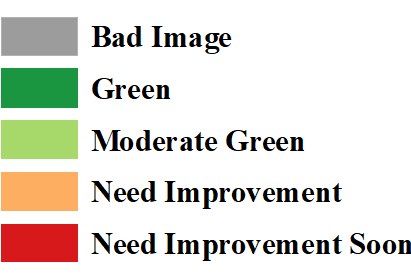 Bad Image
Green
Moderate Green
Need Improvement
Need Improvement Soon